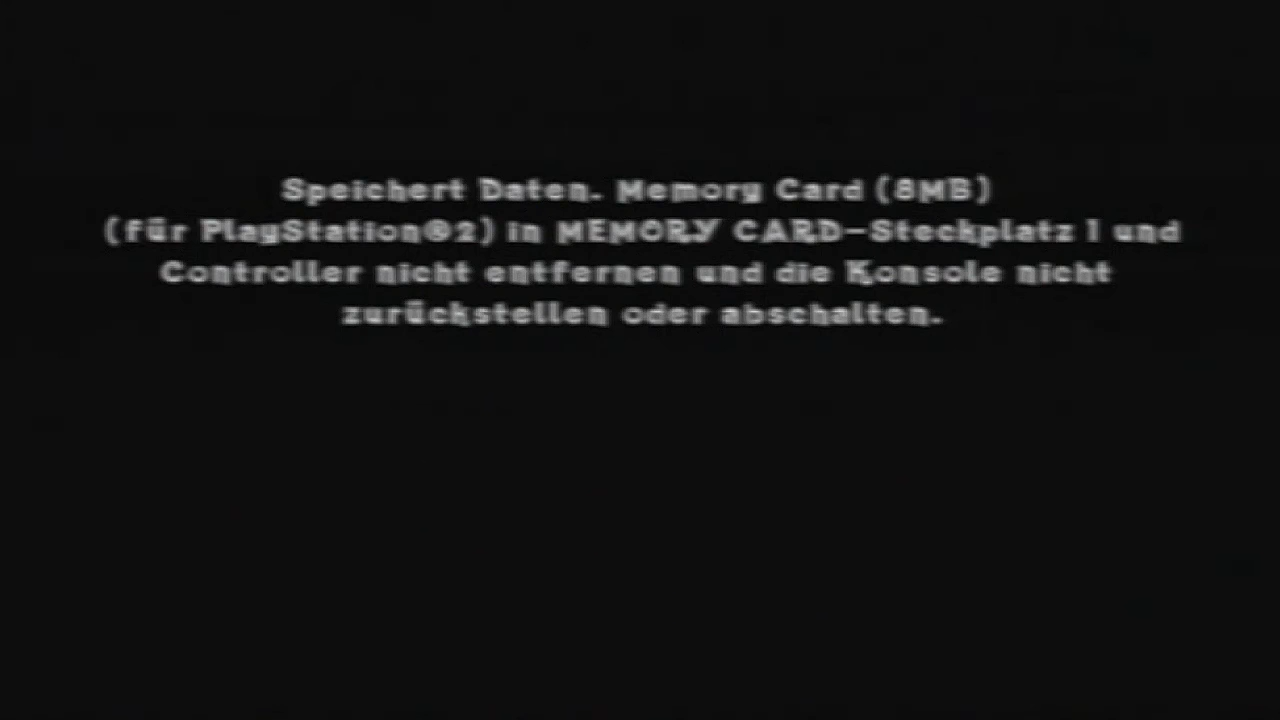 Speichert Daten. Memory Card (8MB)
(für PlayStation®2) in MEMORY CARD-Steckplatz 1 und
Controller nicht entfernen und die Konsole nicht
zurückstellen oder abschalten.